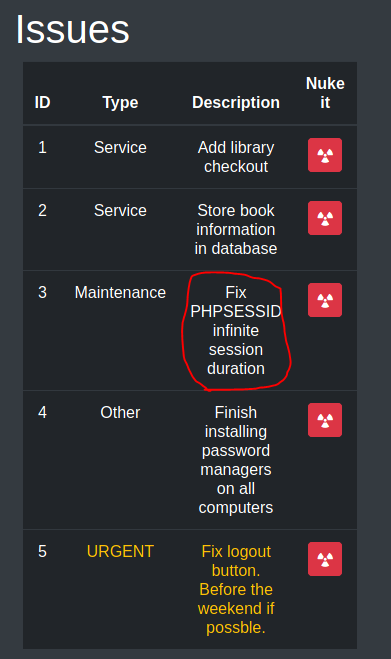 Issues
Nuke
ID Type Description it
1 Service Add library
checkout
2 Service Store book
information
in database
3 Maintenance Fix
PHPSESSID
infinite
session
duration
4 Other Finish
installing
password
managers
on all
computers
5 URGENT Fix logout
button.
Before the
weekend if
possble.